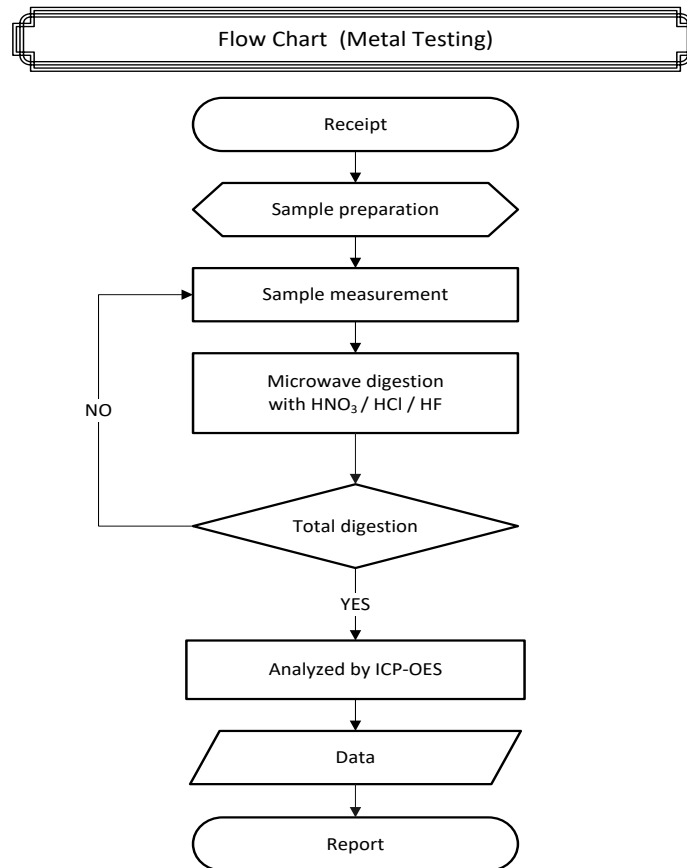 Flow Chart  (Metal Testing)
Receipt
Sample preparation
Sample measurement
Microwave digestion
with HNO₃ / HCl / HF
NO
Total digestion
YES
Analyzed by ICP-OES
Data
Report